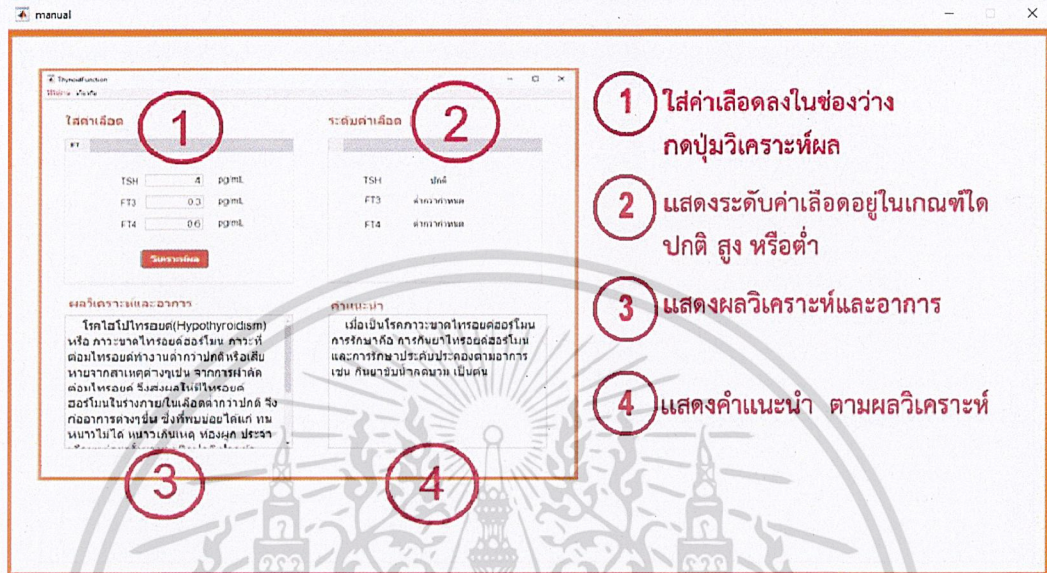 manual
ThyroidFunction
ใส่ค่าเลือด
1
FT
TSH 4 pg/mL
FT3 0.3 pg/mL
FT4 0.6 pg/mL
วิเคราะห์ผล
ระดับค่าเลือด
2
TSH ปกติ
FT3 ต่ำกว่ากำหนด
FT4 ต่ำกว่ากำหนด
ผลวิเคราะห์และอาการ
โรคไฮโปไทรอยด์(Hypothyroidism)
หรือ ภาวะขาดไทรอยด์ฮอร์โมน ภาวะที่
ต่อมไทรอยด์ทำงานต่ำกว่าปกติหรือเสีย
หายจากสาเหตุต่างๆเช่น จากการผ่าตัด
ต่อมไทรอยด์ จึงส่งผลให้มีไทรอยด์
ฮอร์โมนในร่างกาย/ในเลือดต่ำกว่าปกติ จึง
ก่ออาการต่างๆขึ้น ซึ่งที่พบบ่อยได้แก่ ทน
หนาวไม่ได้ หนาวเกินเหตุ ท้องผูก ประจำ
3
คำแนะนำ
เมื่อเป็นโรคภาวะขาดไทรอยด์ฮอร์โมน
การรักษาคือ การกินยาไทรอยด์ฮอร์โมน
และการรักษาประคับประคองตามอาการ
เช่น กินยาขับน้ำลดบวม เป็นต้น
4
1 ใส่ค่าเลือดลงในช่องว่าง
กดปุ่มวิเคราะห์ผล
2 แสดงระดับค่าเลือดอยู่ในเกณฑ์ใด
ปกติ สูง หรือต่ำ
3 แสดงผลวิเคราะห์และอาการ
4 แสดงคำแนะนำ ตามผลวิเคราะห์